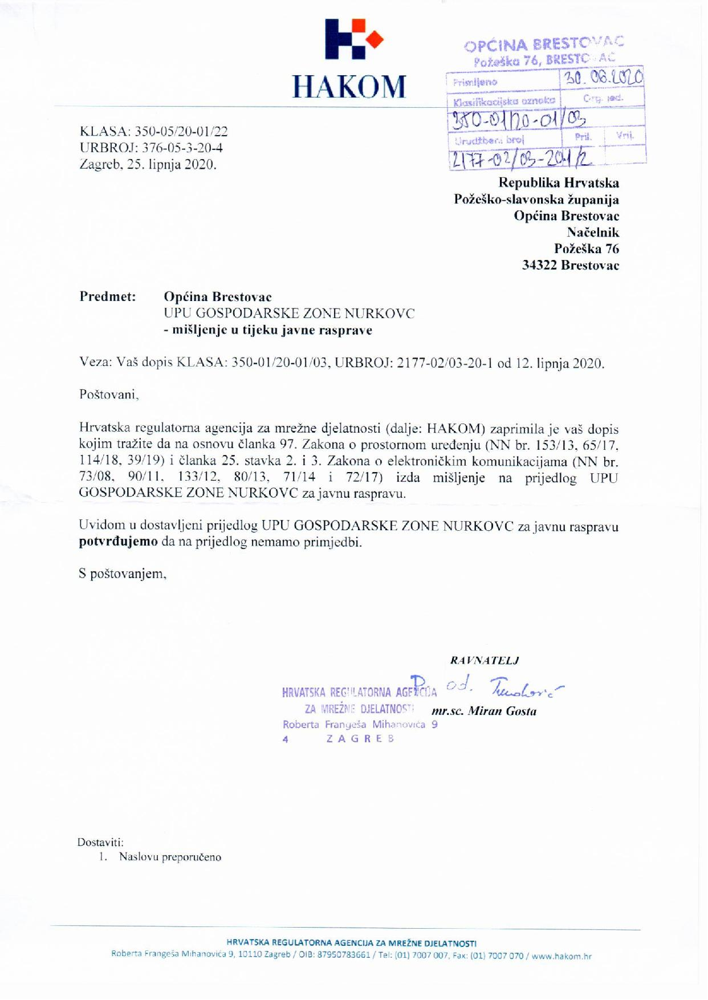 HAKOM
OPĆINA BRESTOVAC
Požeška 76, BRESTOVAC
Primljeno 30.06.2020
Klasifikacijska oznaka Org. jed.
350-01/20-01/03
Urudžbeni broj Pril. Vrij.
2177-02/03-20-1/2
KLASA: 350-05/20-01/22
URBROJ: 376-05-3-20-4
Zagreb, 25. lipnja 2020.
Republika Hrvatska
Požeško-slavonska županija
Općina Brestovac
Načelnik
Požeška 76
34322 Brestovac
Predmet: Općina Brestovac
UPU GOSPODARSKE ZONE NURKOVC
- mišljenje u tijeku javne rasprave
Veza: Vaš dopis KLASA: 350-01/20-01/03, URBROJ: 2177-02/03-20-1 od 12. lipnja 2020.
Poštovani,
Hrvatska regulatorna agencija za mrežne djelatnosti (dalje: HAKOM) zaprimila je vaš dopis
kojim tražite da na osnovu članka 97. Zakona o prostornom uređenju (NN br. 153/13, 65/17,
114/18, 39/19) i članka 25. stavka 2. i 3. Zakona o elektroničkim komunikacijama (NN br.
73/08, 90/11, 133/12, 80/13, 71/14 i 72/17) izda mišljenje na prijedlog UPU
GOSPODARSKE ZONE NURKOVC za javnu raspravu.
Uvidom u dostavljeni prijedlog UPU GOSPODARSKE ZONE NURKOVC za javnu raspravu
potvrđujemo da na prijedlog nemamo primjedbi.
S poštovanjem,
RAVNATELJ
HRVATSKA REGULATORNA AGENCIJA
ZA MREŽNE DJELATNOSTI mr.sc. Miran Gosta
Roberta Frangeša Mihanovića 9
4 ZAGREB
Dostaviti:
1. Naslovu preporučeno
HRVATSKA REGULATORNA AGENCIJA ZA MREŽNE DJELATNOSTI
Roberta Frangeša Mihanovića 9, 10110 Zagreb / OIB: 87950783661 / Tel: (01) 7007 007, Fax: (01) 7007 070 / www.hakom.hr